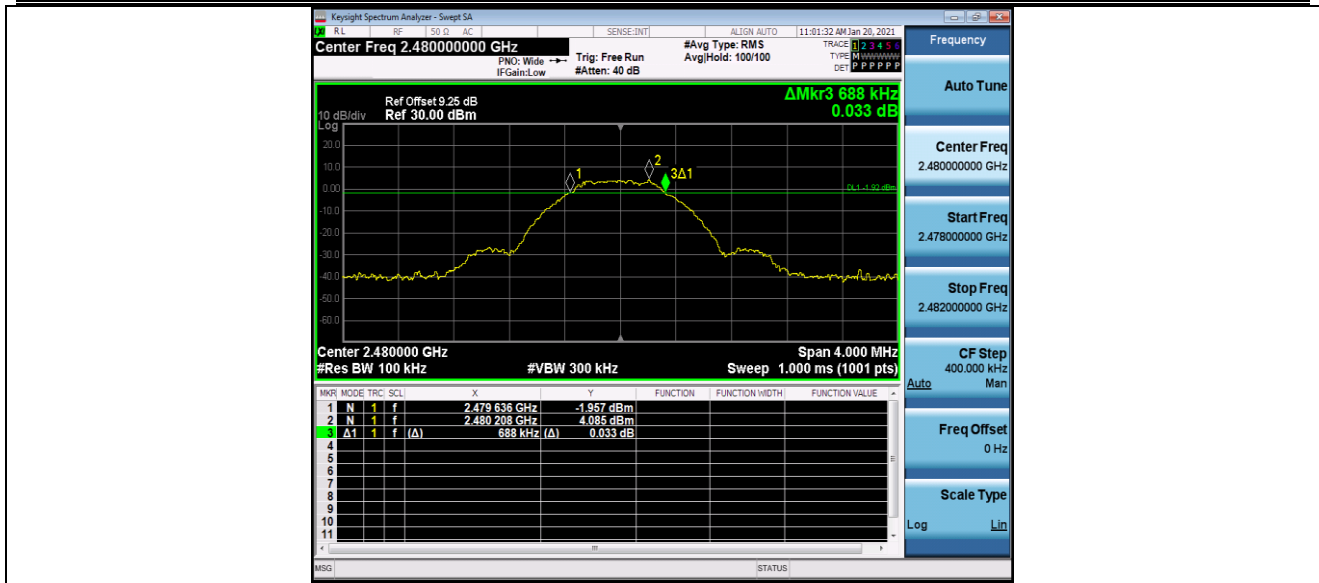 Keysight Spectrum Analyzer - Swept SA
RL RF 50 Ω AC SENSE:INT ALIGN AUTO 11:01:32 AM Jan 20, 2021
Center Freq 2.480000000 GHz
PNO: Wide
IFGain:Low
Trig: Free Run
#Atten: 40 dB
#Avg Type: RMS
Avg|Hold: 100/100
TRACE 1 2 3 4 5 6
TYPE M W W W W W
DET P P P P P P
Frequency
Auto Tune
Center Freq
2.480000000 GHz
Start Freq
2.478000000 GHz
Stop Freq
2.482000000 GHz
CF Step
400.000 kHz
Auto Man
Freq Offset
0 Hz
Scale Type
Log Lin
ΔMkr3 688 kHz
0.033 dB
Ref Offset 9.25 dB
10 dB/div Ref 30.00 dBm
Log
20.0
10.0
0.00
-10.0
-20.0
-30.0
-40.0
-50.0
-60.0
1
2
3Δ1
DL1 -1.92 dBm
Center 2.480000 GHz Span 4.000 MHz
#Res BW 100 kHz #VBW 300 kHz Sweep 1.000 ms (1001 pts)
MKR MODE TRC SCL X Y FUNCTION FUNCTION WIDTH FUNCTION VALUE
1 N 1 f 2.479 636 GHz -1.957 dBm
2 N 1 f 2.480 208 GHz 4.085 dBm
3 Δ1 1 f (Δ) 688 kHz (Δ) 0.033 dB
4
5
6
7
8
9
10
11
MSG STATUS